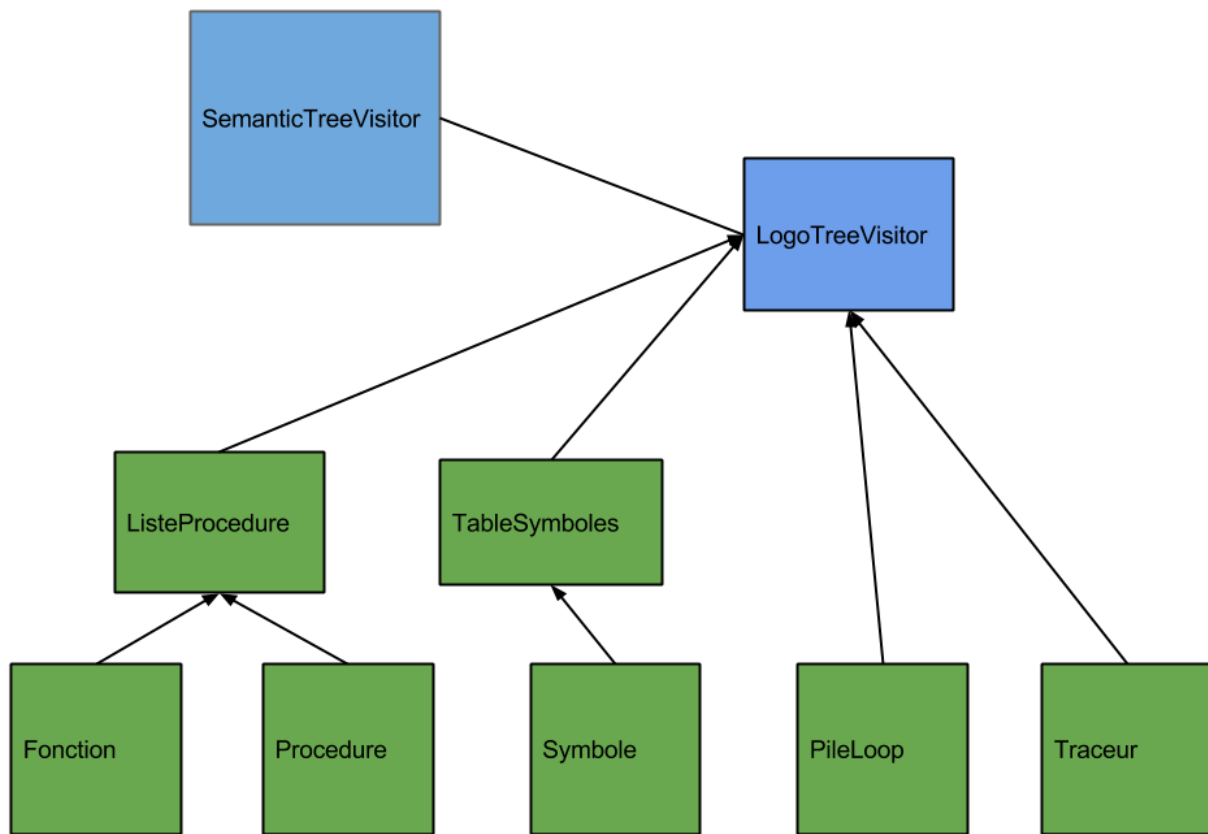 SemanticTreeVisitor
LogoTreeVisitor
ListeProcedure
TableSymboles
Fonction
Procedure
Symbole
PileLoop
Traceur